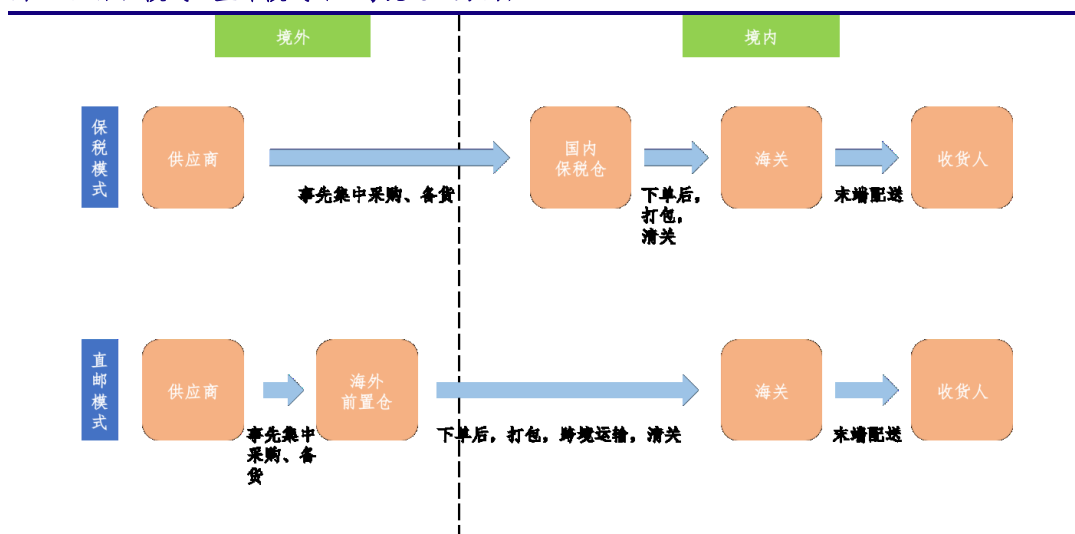 境外
境内
保税模式
供应商
事先集中采购、备货
国内
保税仓
下单后，
打包，
清关
海关
末端配送
收货人
直邮模式
供应商
事先集中
采购、备
货
海外
前置仓
下单后，打包，跨境运输，清关
海关
末端配送
收货人